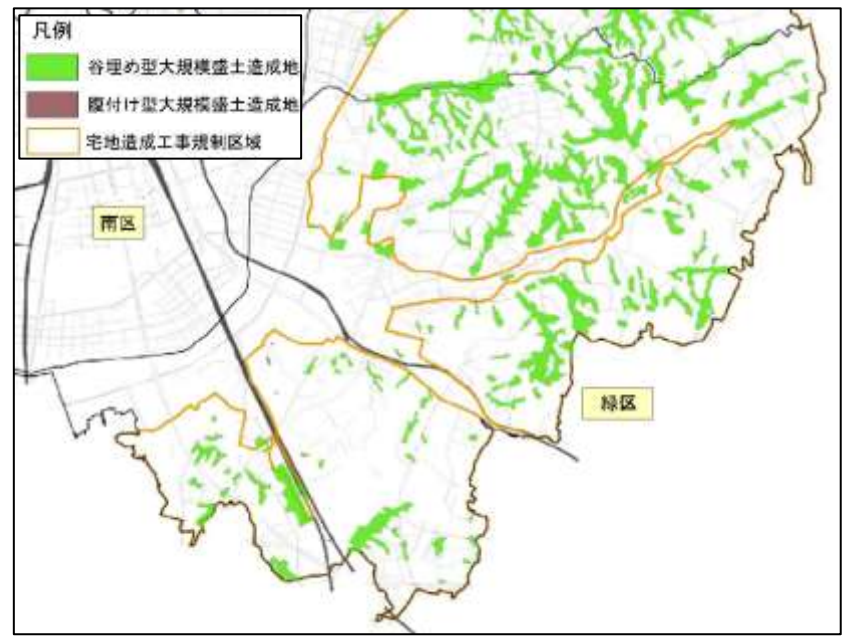 凡例
谷埋め型大規模盛土造成地
腹付け型大規模盛土造成地
宅地造成工事規制区域
南区
緑区